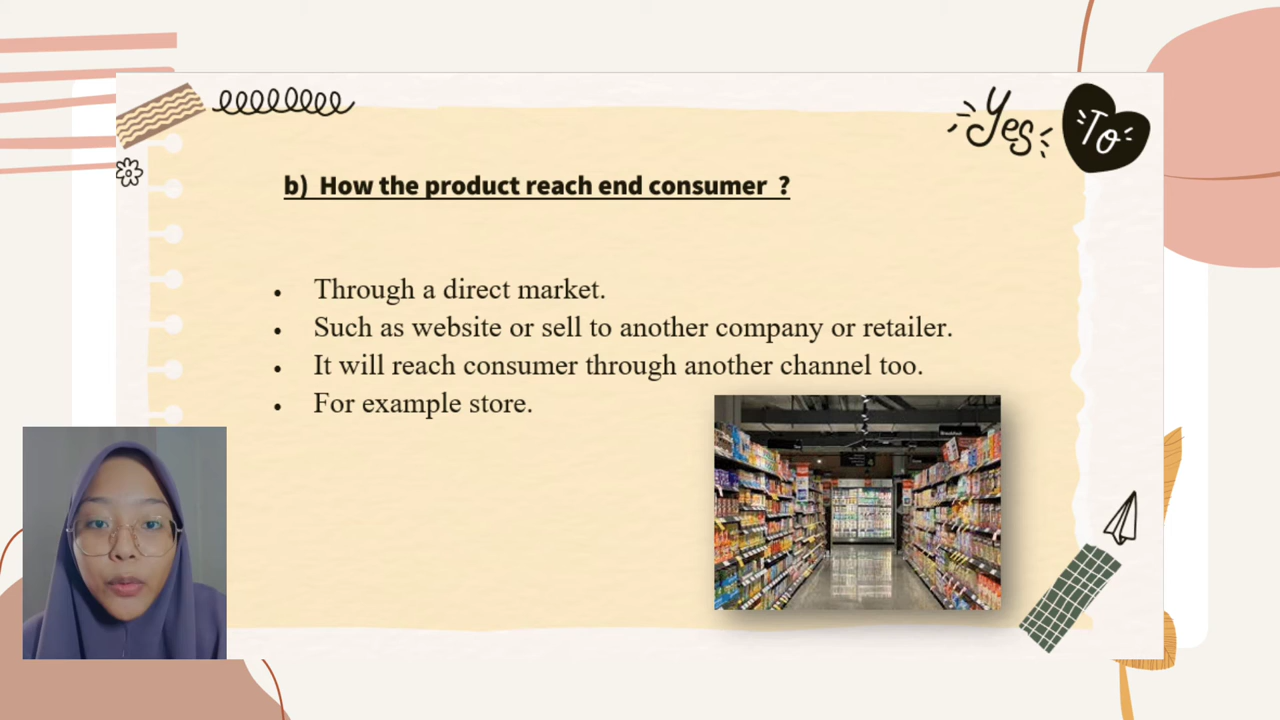 Yes To
b) How the product reach end consumer ?
• Through a direct market.
• Such as website or sell to another company or retailer.
• It will reach consumer through another channel too.
• For example store.